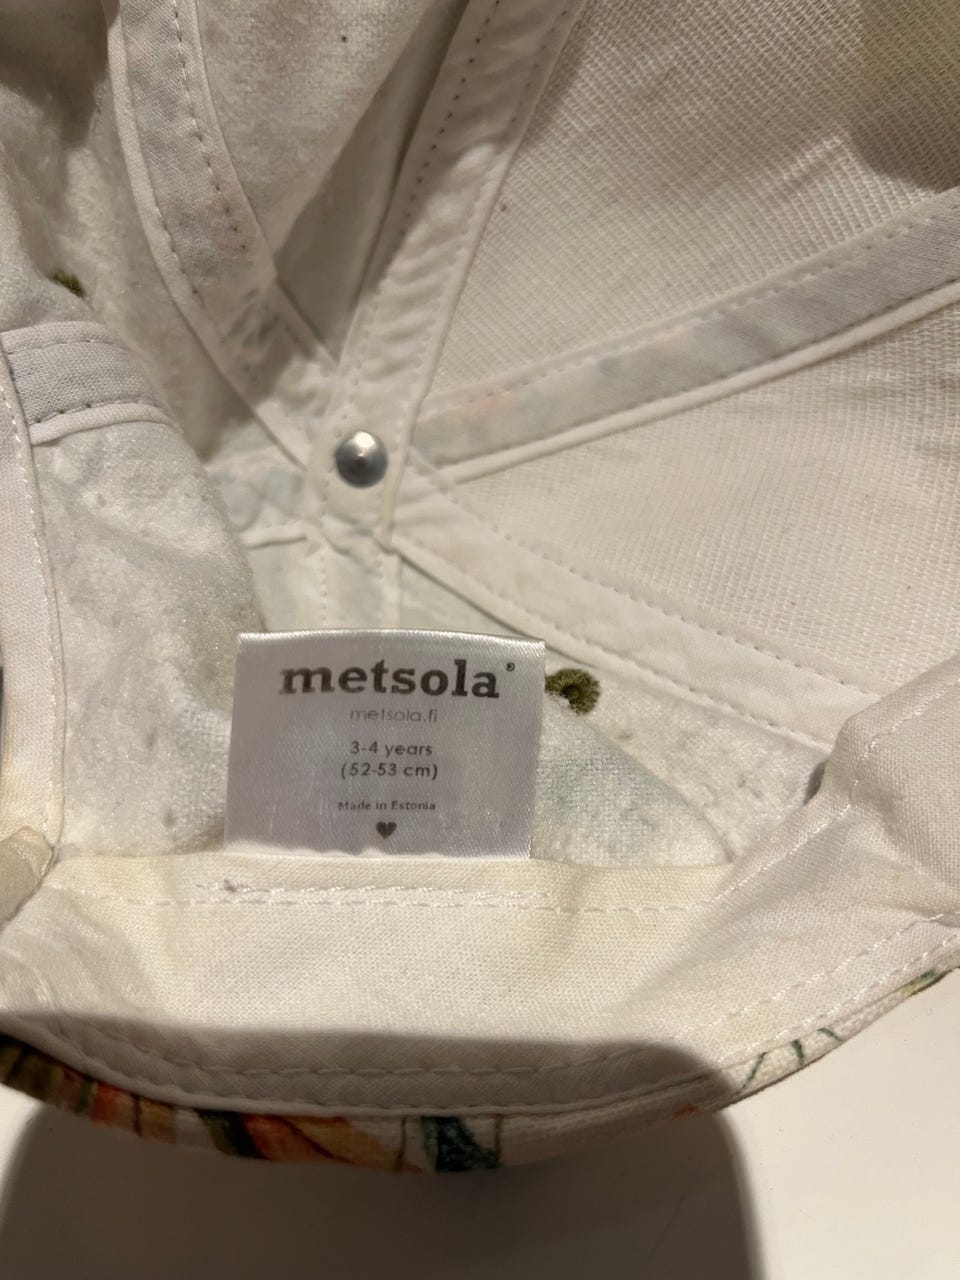 metsola®
metsola.fi
3-4 years
(52-53 cm)
Made in Estonia